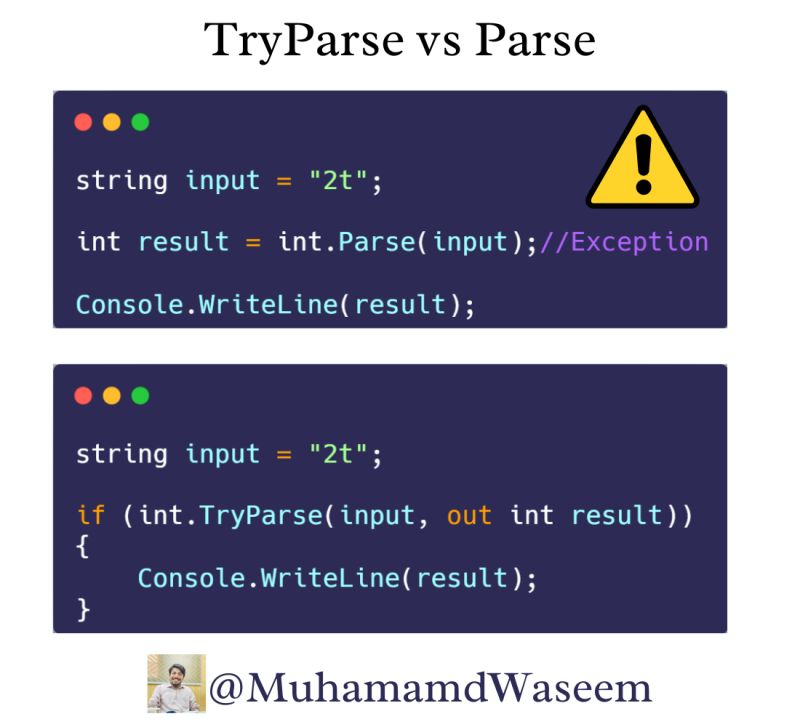 TryParse vs Parse
string input = "2t";
int result = int.Parse(input);//Exception
Console.WriteLine(result);
string input = "2t";
if (int.TryParse(input, out int result))
{
    Console.WriteLine(result);
}
@MuhamamdWaseem